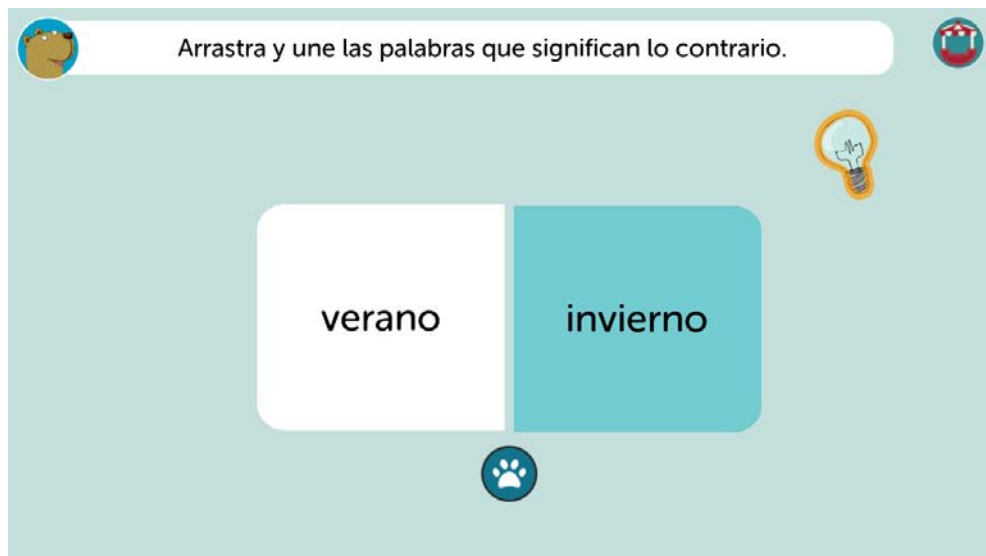 Arrastra y une las palabras que significan lo contrario.
verano
invierno